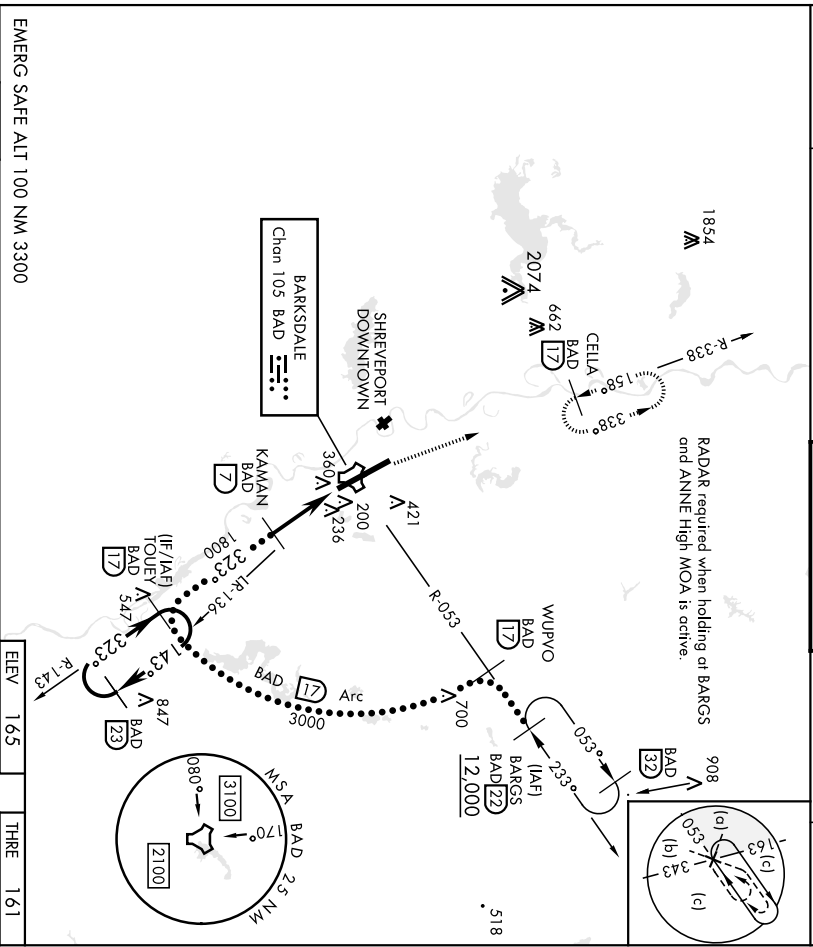 EMERG SAFE ALT 100 NM 3300
1854
2074
662
CELLA
BAD
17
R-338
158°
338°
RADAR required when holding at BARGS
and ANNE High MOA is active.
SHREVEPORT
DOWNTOWN
BARKSDALE
Chan 105 BAD
360
200
236
421
KAMAN
BAD
7
1800
323°
LR-136
(IF/IAF)
TOUEY
BAD
17
547
323°
143°
R-143
847
BAD
23
BAD 17 Arc
3000
R-053
WUPVO
BAD
17
700
(IAF)
BARGS
BAD 22
12,000
053°
233°
BAD
32
908
(a)
053
(b)
343
163
(c)
(c)
518
MSA BAD 25 NM
080°
170°
3100
2100
ELEV 165
THRE 161